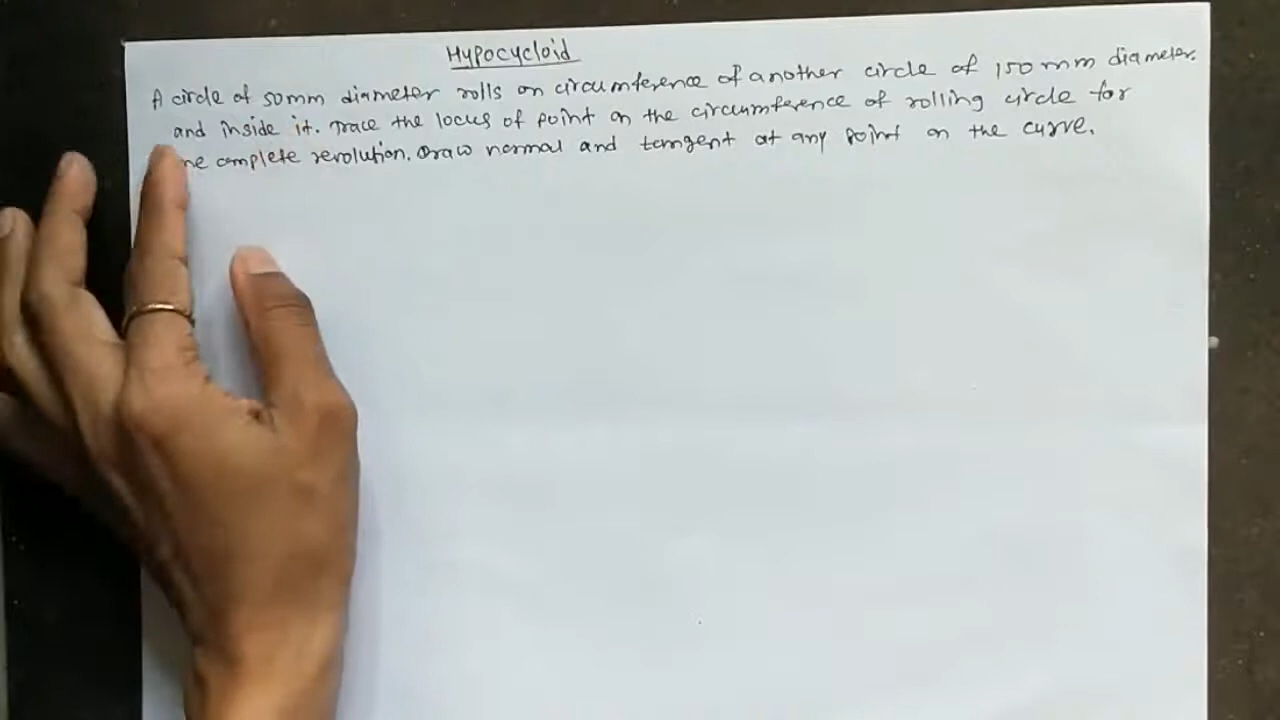 Hypocycloid
A circle of 50mm diameter rolls on circumference of another circle of 150 mm diameter.
and inside it. Trace the locus of point on the circumference of rolling circle for
complete revolution. Draw normal and tangent at any point on the curve.